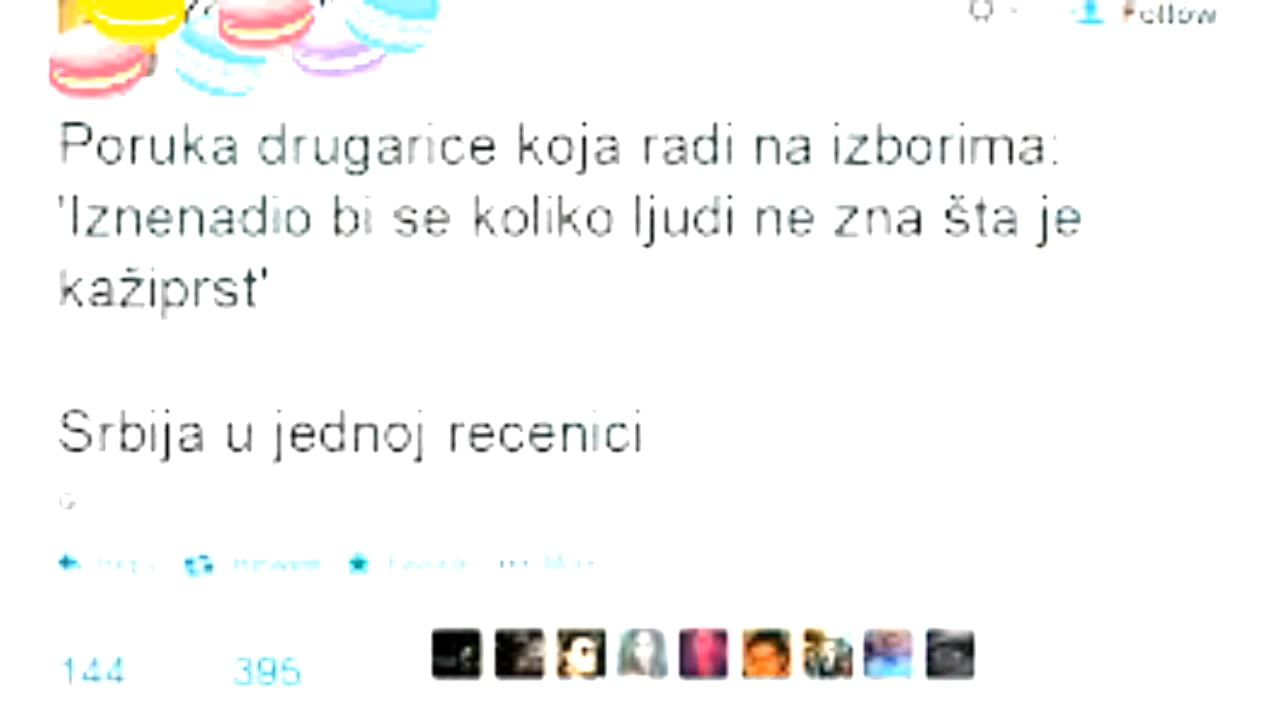 Follow
Poruka drugarice koja radi na izborima:
'Iznenadio bi se koliko ljudi ne zna šta je
kažiprst'
Srbija u jednoj recenici
144 395